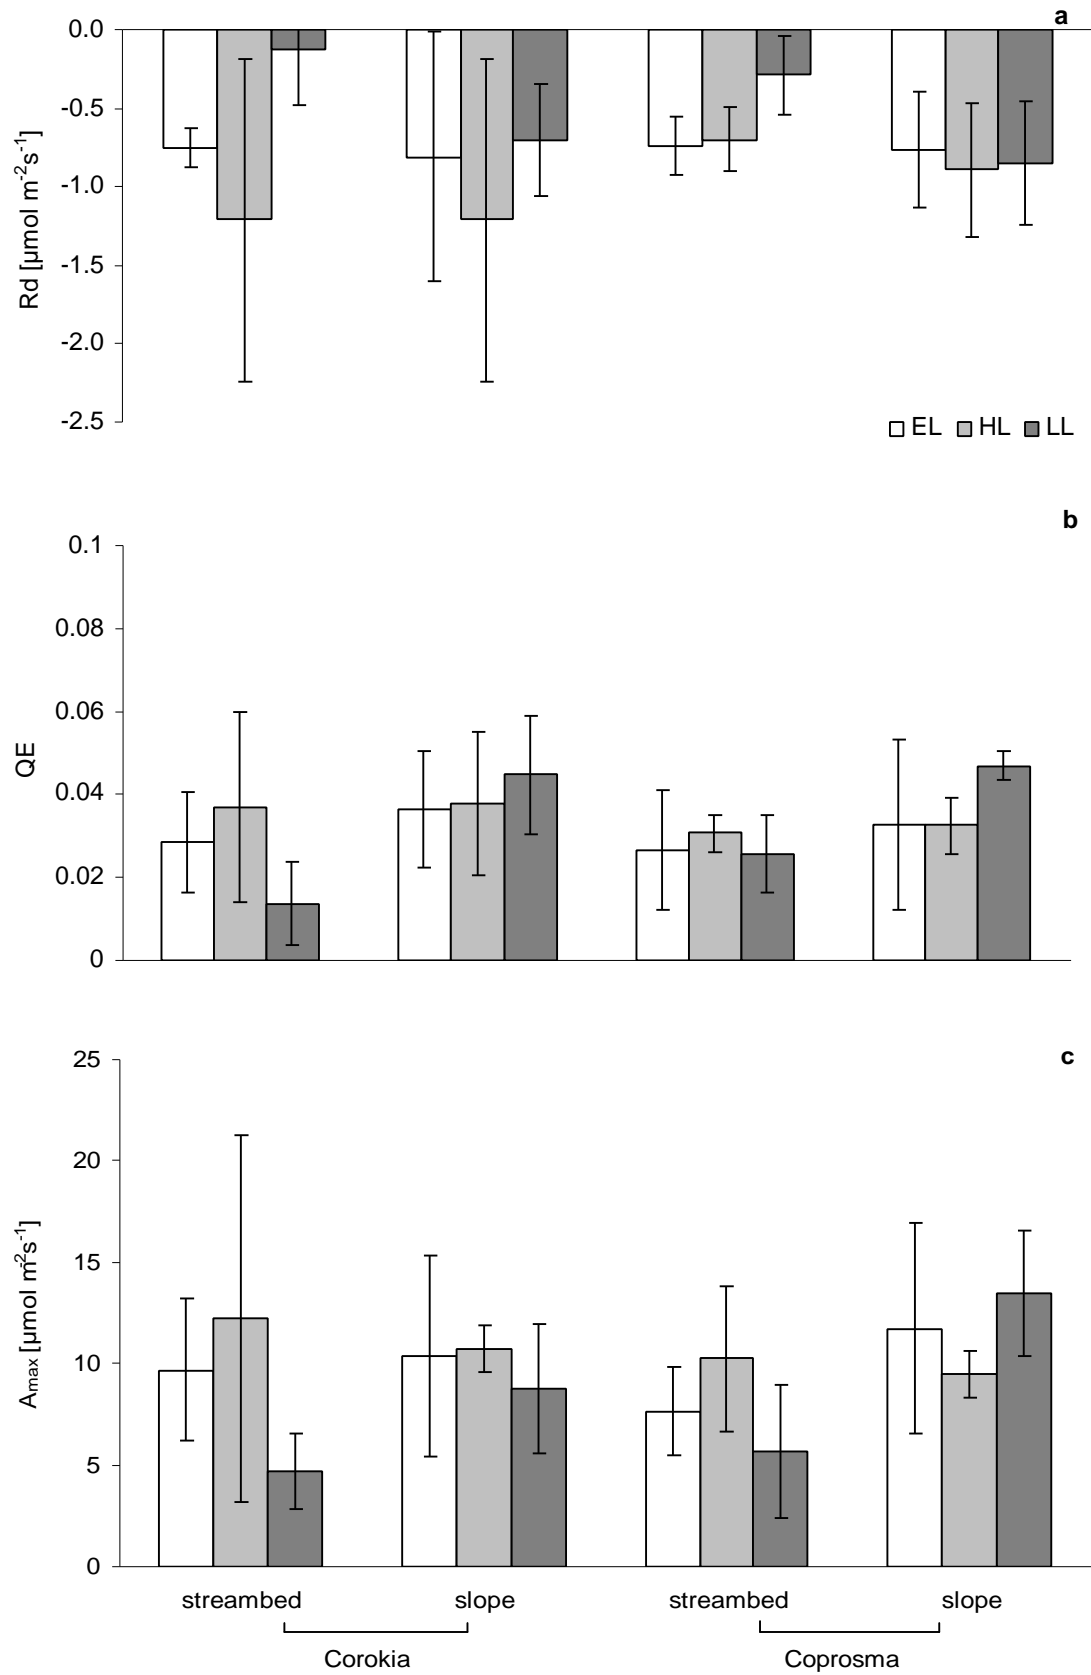 a
0.0
-0.5
-1.0
-1.5
-2.0
-2.5
Rd [µmol m-2s-1]
EL HL LL
b
0.1
0.08
0.06
0.04
0.02
0
QE
c
25
20
15
10
5
0
Amax [µmol m-2s-1]
streambed slope streambed slope
Corokia Coprosma